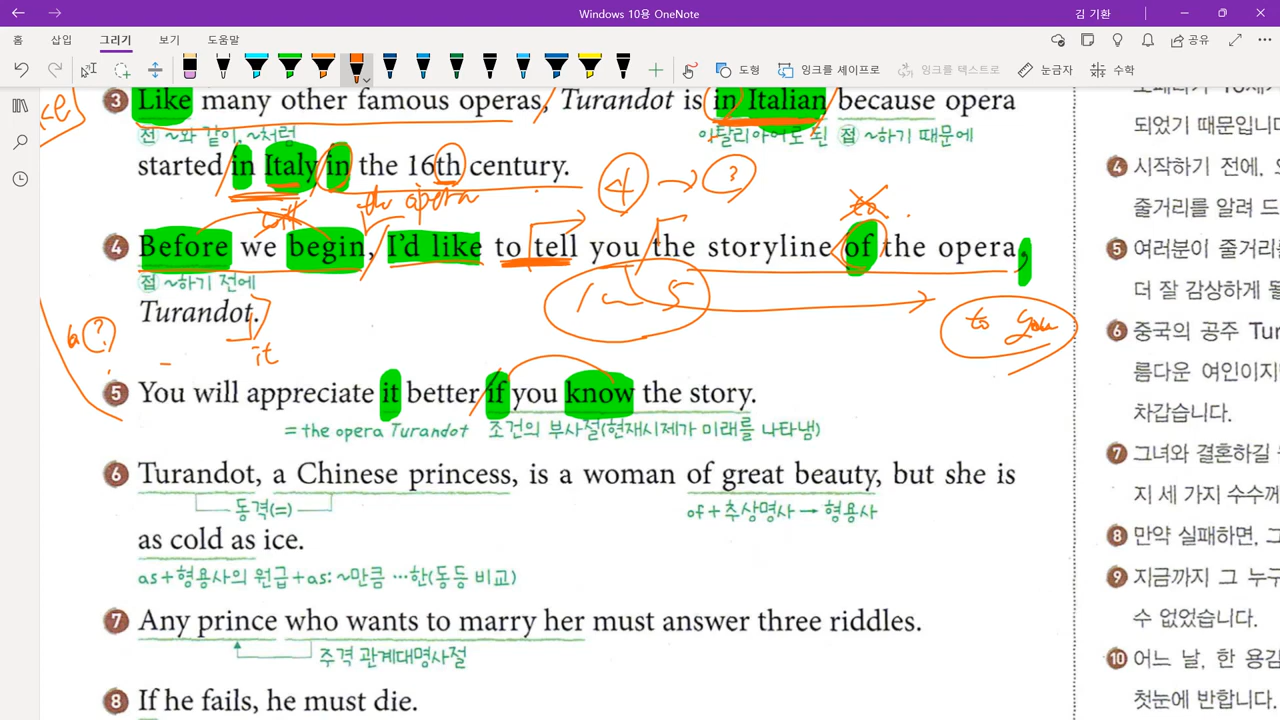 Windows 10용 OneNote
김 기환
홈 삽입 그리기 보기 도움말
공유
도형 잉크를 셰이프로 잉크를 텍스트로 눈금자 수학
3 Like many other famous operas, Turandot is in Italian because opera
전 ~와 같이, ~처럼 이탈리아어로 된 접 ~하기 때문에
started in Italy in the 16th century.
4 → ?
the opera
4 Before we begin, I'd like to tell you the storyline of the opera,
접 ~하기 전에
1 5
to you
Turandot.
it
5 You will appreciate it better if you know the story.
= the opera Turandot 조건의 부사절(현재시제가 미래를 나타냄)
6 Turandot, a Chinese princess, is a woman of great beauty, but she is
동격(=) of+추상명사→형용사
as cold as ice.
as+형용사의 원급+as: ~만큼 …한(동등 비교)
7 Any prince who wants to marry her must answer three riddles.
주격 관계대명사절
8 If he fails, he must die.
되었기 때문입니
4 시작하기 전에, 오
줄거리를 알려 드
5 여러분이 줄거리
더 잘 감상하게 될
6 중국의 공주 Tur
름다운 여인이지
차갑습니다.
7 그녀와 결혼하길
지 세 가지 수수께
8 만약 실패하면, 그
9 지금까지 그 누구
수 없었습니다.
10 어느 날, 한 용감
첫눈에 반합니다.